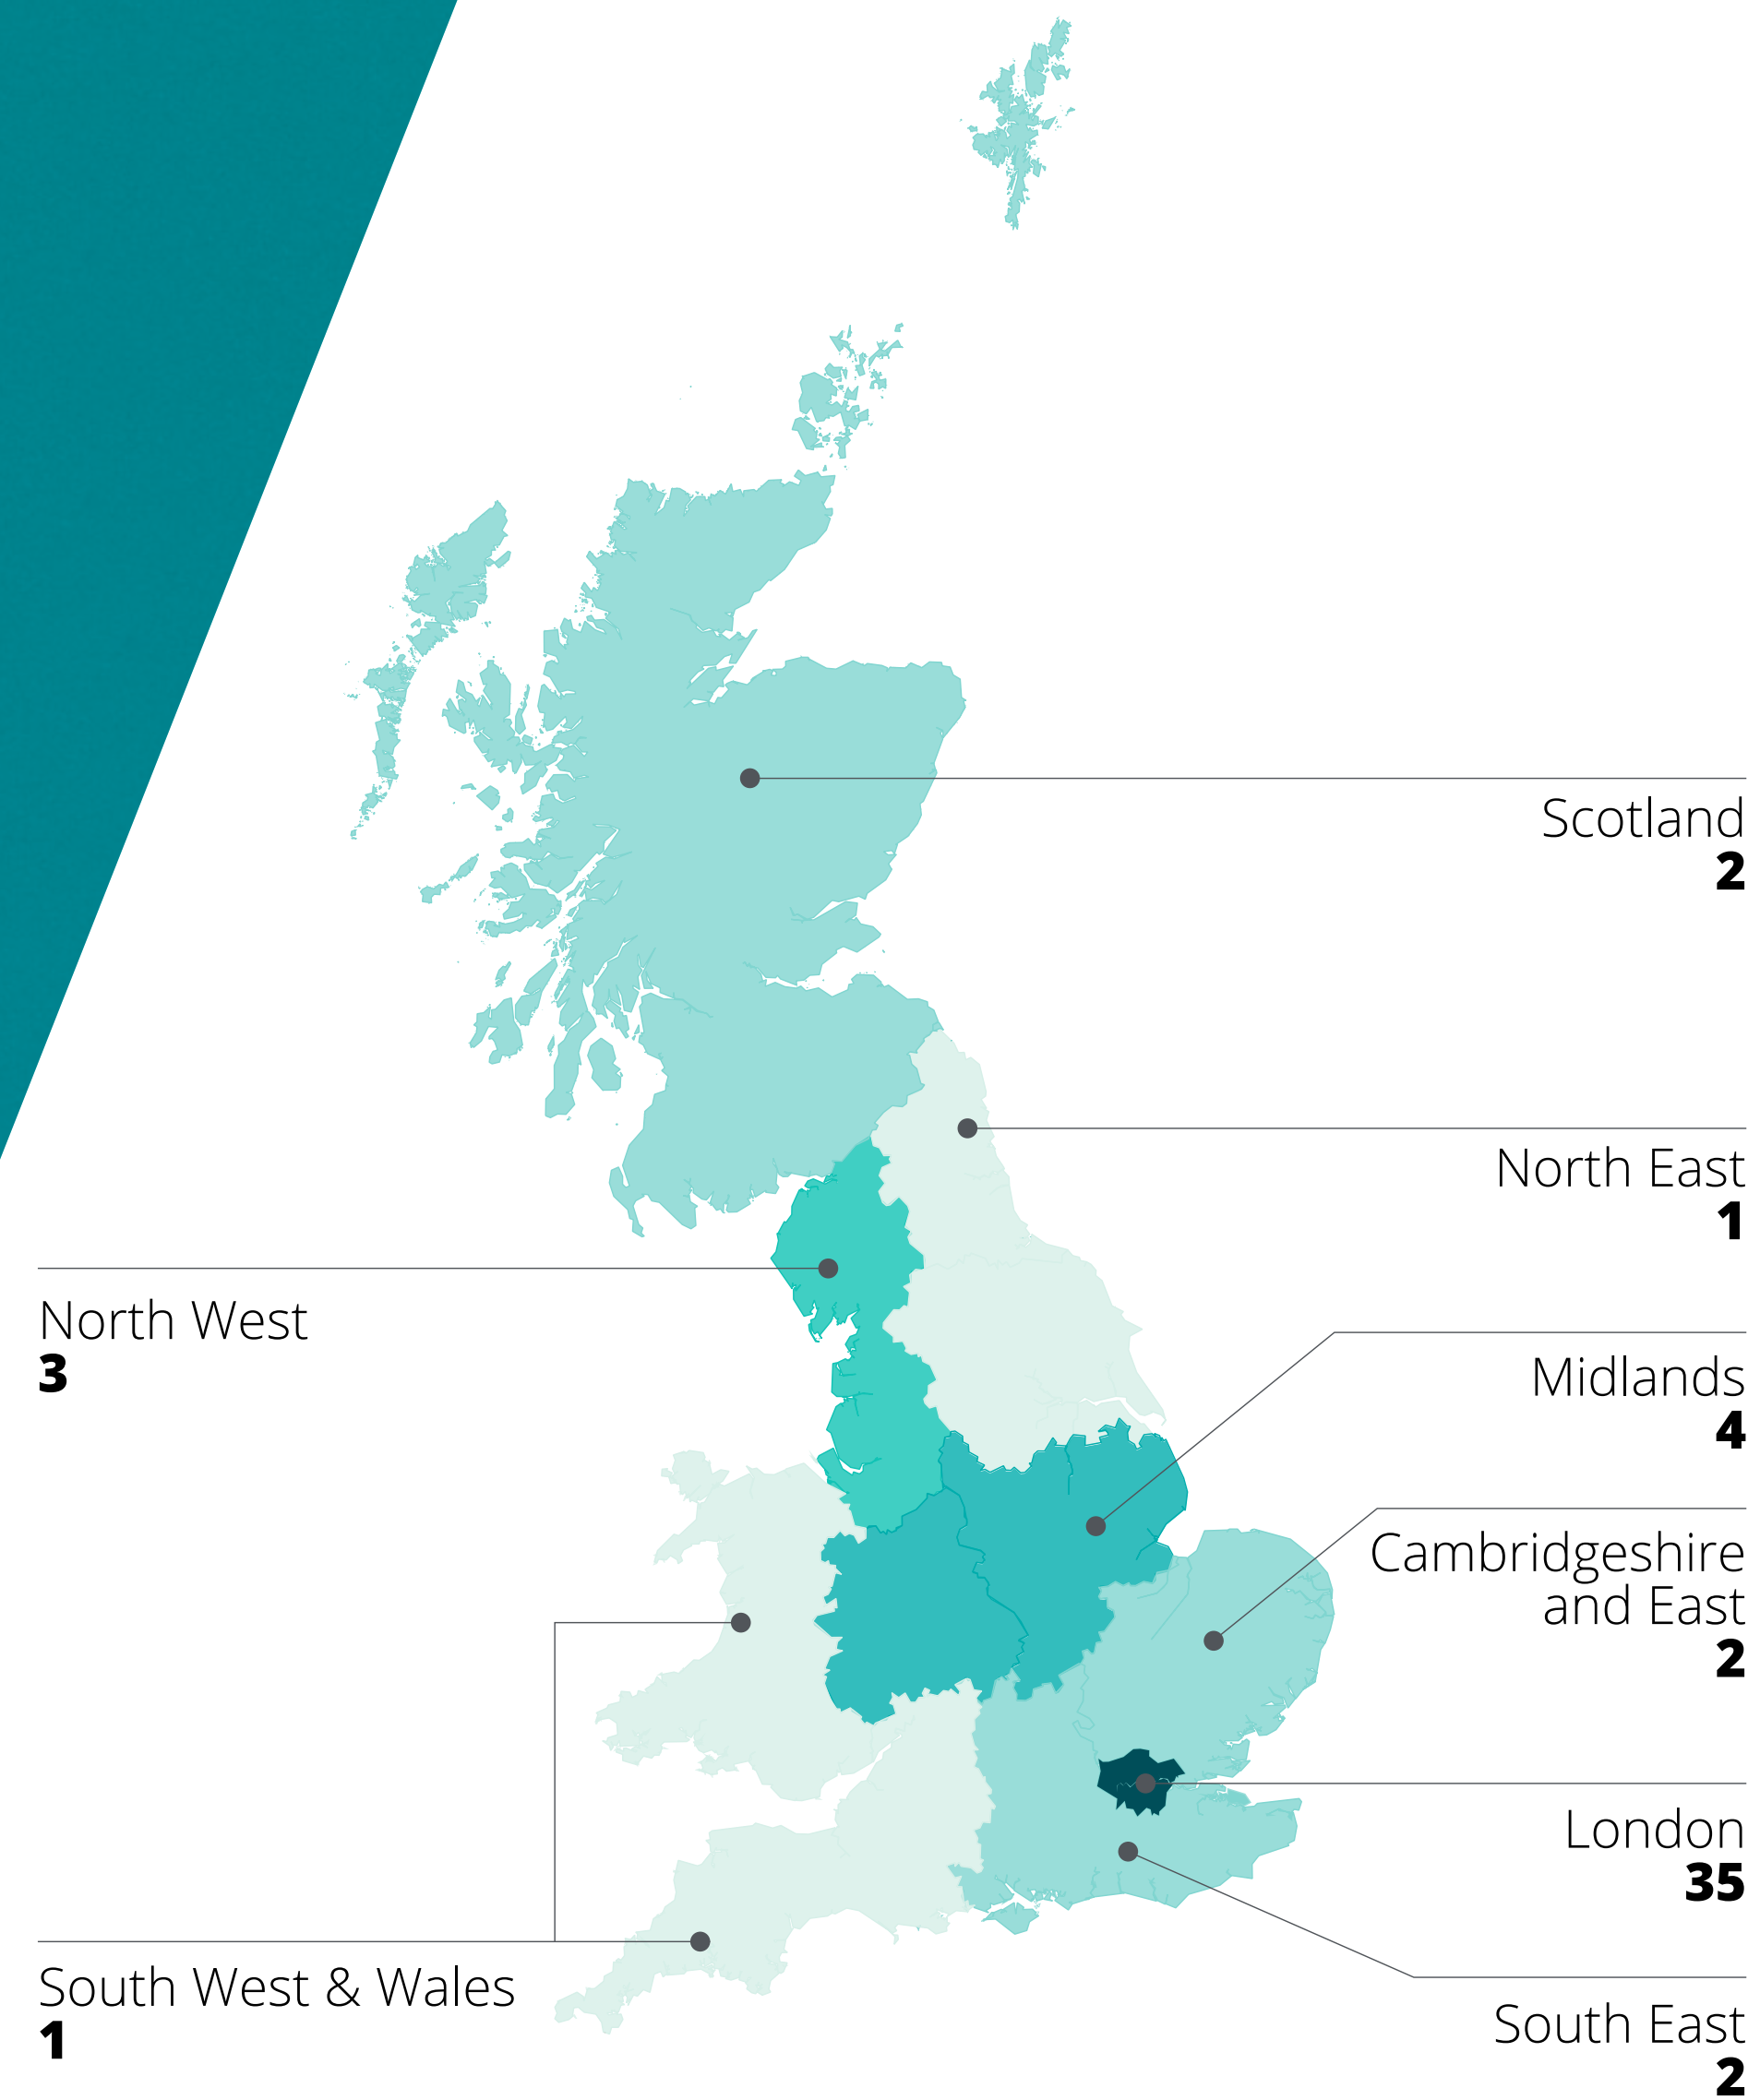 Scotland
2
North East
1
North West
3
Midlands
4
Cambridgeshire
and East
2
London
35
South West & Wales
1
South East
2